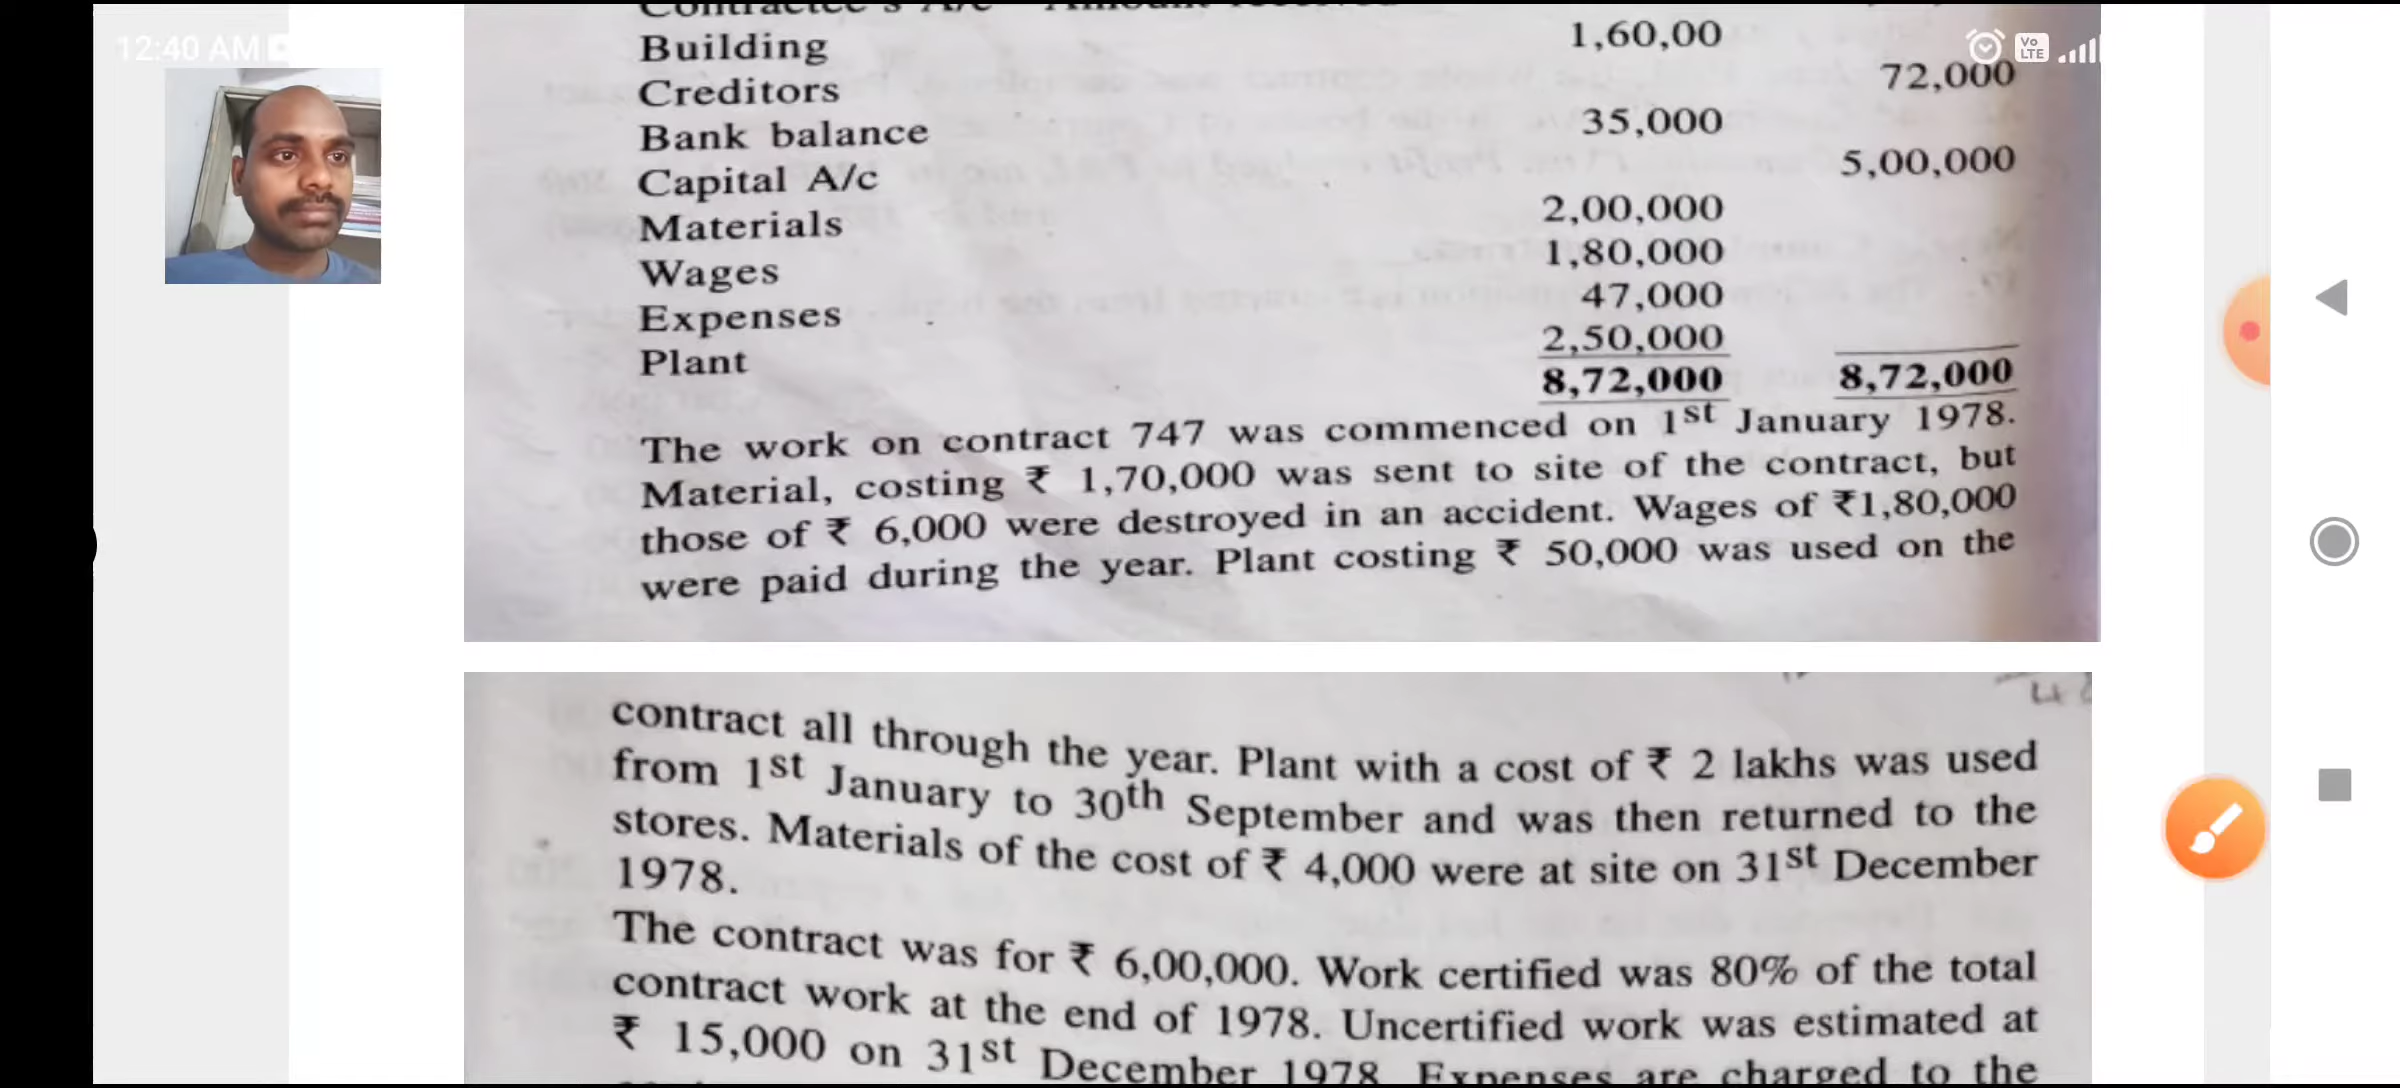 12:40 AM
Contractee's A/c Amount received
Building 1,60,00
Creditors 72,000
Bank balance 35,000
Capital A/c 5,00,000
Materials 2,00,000
Wages 1,80,000
Expenses 47,000
Plant 2,50,000
8,72,000 8,72,000
The work on contract 747 was commenced on 1st January 1978.
Material, costing ₹ 1,70,000 was sent to site of the contract, but
those of ₹ 6,000 were destroyed in an accident. Wages of ₹1,80,000
were paid during the year. Plant costing ₹ 50,000 was used on the
contract all through the year. Plant with a cost of ₹ 2 lakhs was used
from 1st January to 30th September and was then returned to the
stores. Materials of the cost of ₹ 4,000 were at site on 31st December
1978.
The contract was for ₹ 6,00,000. Work certified was 80% of the total
contract work at the end of 1978. Uncertified work was estimated at
₹ 15,000 on 31st December 1978. Expenses are charged to the
Vo LTE